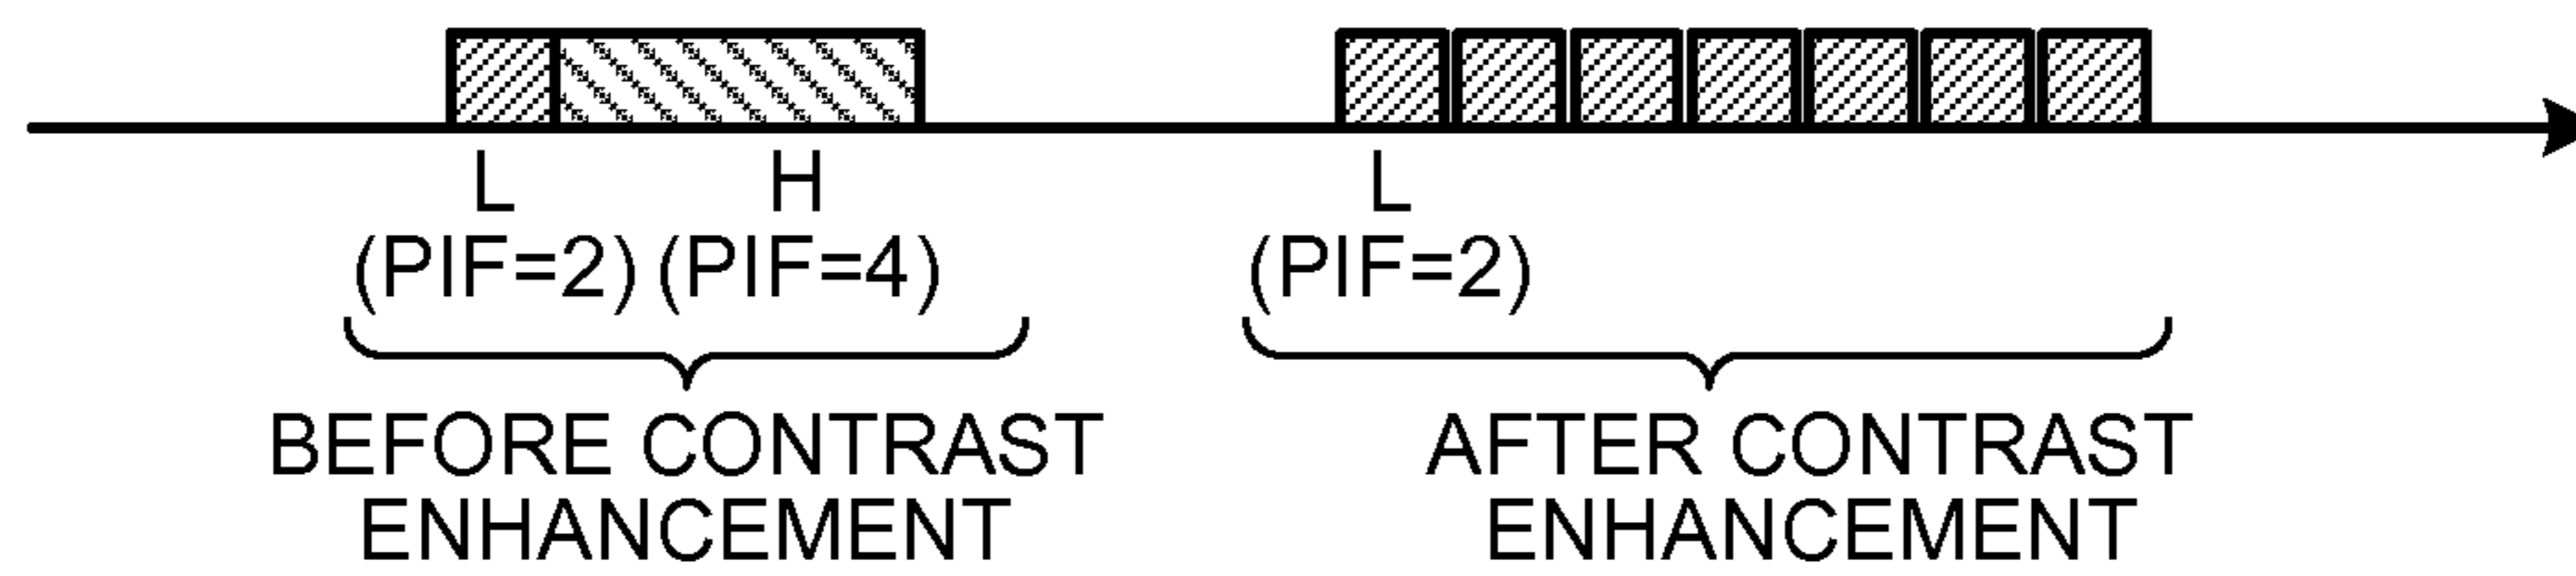 L H L
(PIF=2) (PIF=4) (PIF=2)
BEFORE CONTRAST
ENHANCEMENT
AFTER CONTRAST
ENHANCEMENT